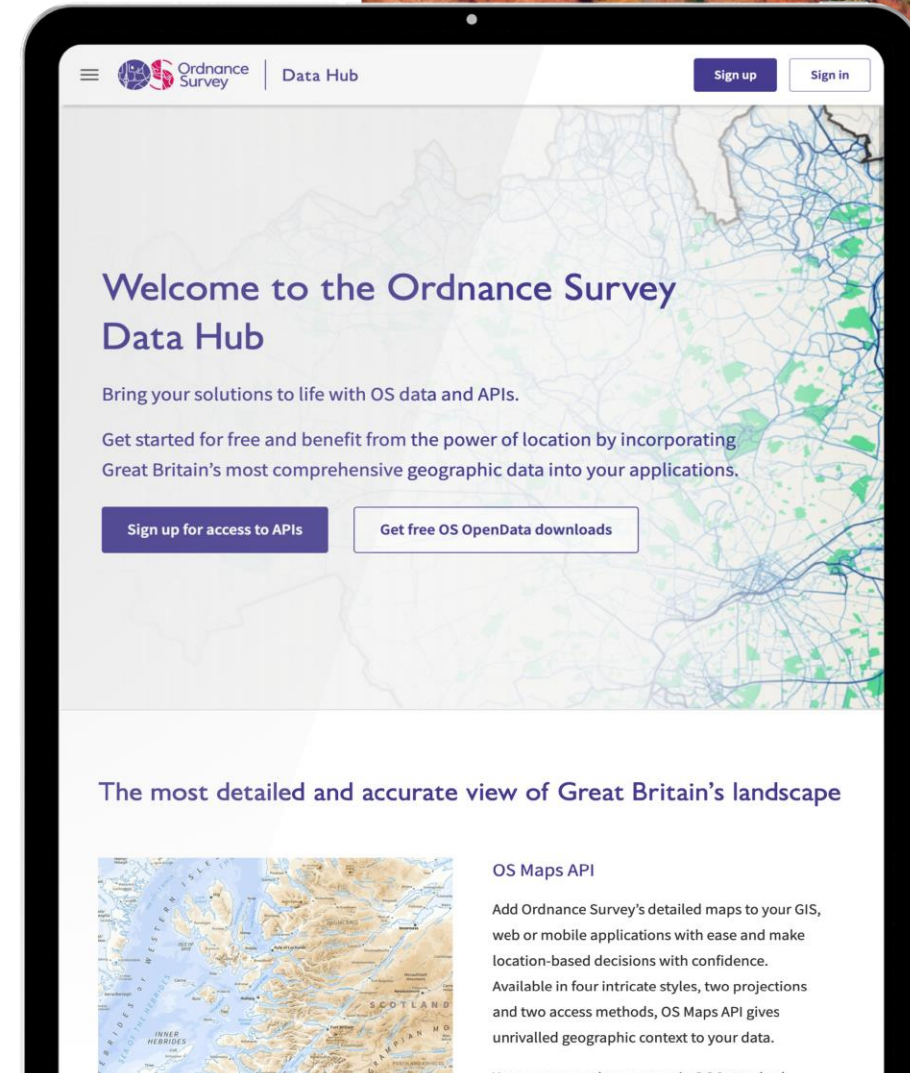 Ordnance
Survey
Data Hub
Sign up
Sign in
Welcome to the Ordnance Survey
Data Hub
Bring your solutions to life with OS data and APIs.
Get started for free and benefit from the power of location by incorporating
Great Britain's most comprehensive geographic data into your applications.
Sign up for access to APIs
Get free OS OpenData downloads
The most detailed and accurate view of Great Britain's landscape
SCOTLAND
INNER
HEBRIDES
OS Maps API
Add Ordnance Survey's detailed maps to your GIS,
web or mobile applications with ease and make
location-based decisions with confidence.
Available in four intricate styles, two projections
and two access methods, OS Maps API gives
unrivalled geographic context to your data.